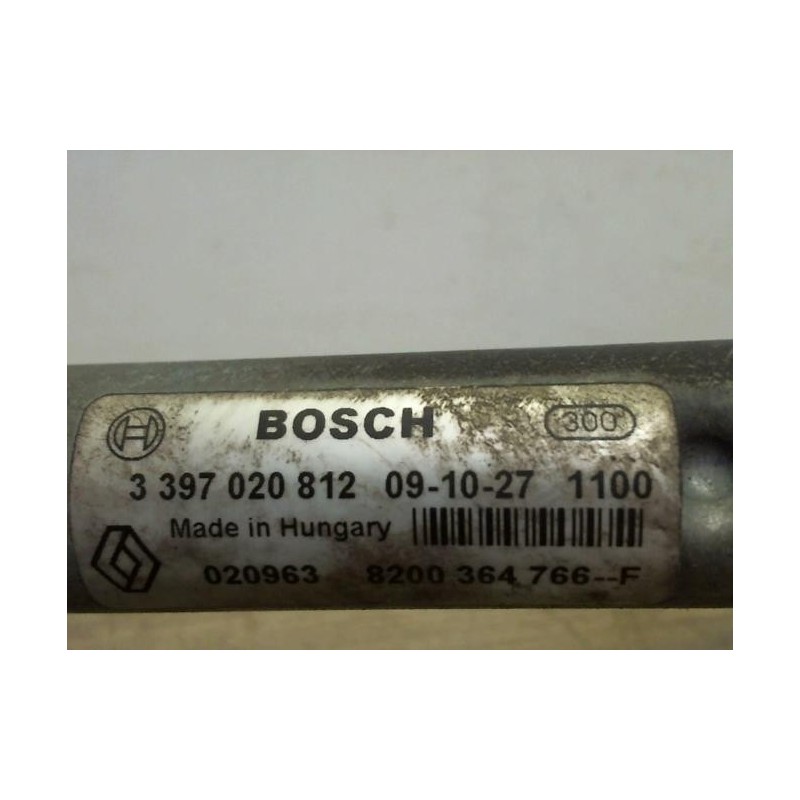 BOSCH 300
3 397 020 812 09-10-27 1100
Made in Hungary
020963 8200 364 766--F